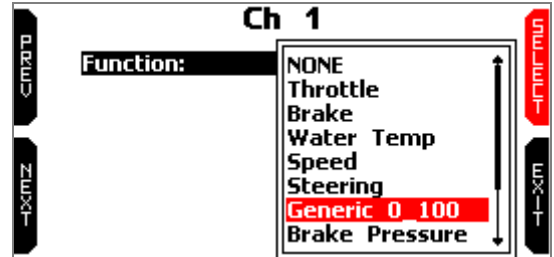 Ch 1
PREV
SELECT
Function:
NONE
Throttle
Brake
Water Temp
Speed
Steering
Generic 0_100
Brake Pressure
NEXT
EXIT